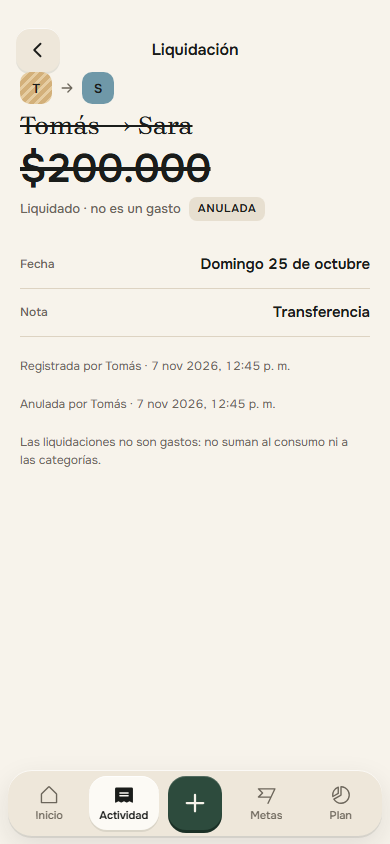 Liquidación
T → S
Tomás → Sara
$200.000
Liquidado · no es un gasto ANULADA
Fecha Domingo 25 de octubre
Nota Transferencia
Registrada por Tomás · 7 nov 2026, 12:45 p. m.
Anulada por Tomás · 7 nov 2026, 12:45 p. m.
Las liquidaciones no son gastos: no suman al consumo ni a
las categorías.
Inicio Actividad + Metas Plan